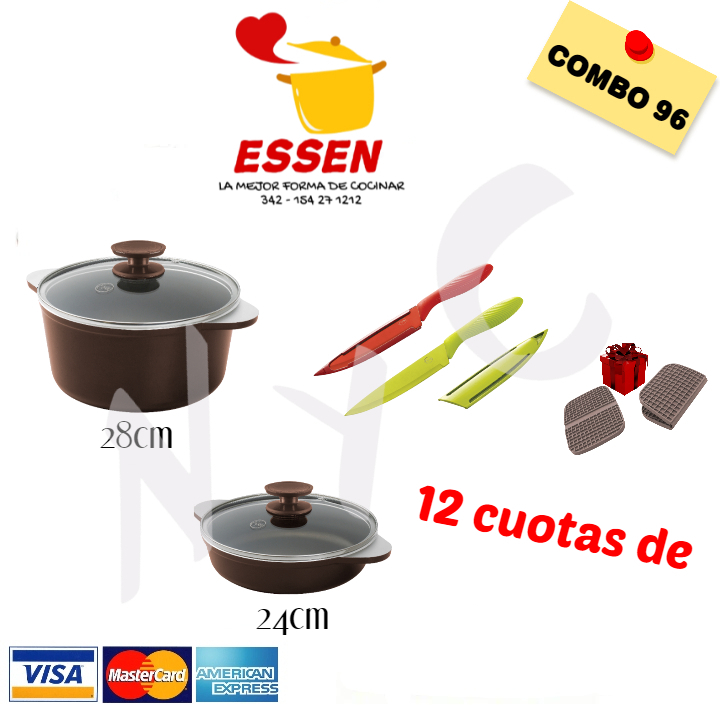 COMBO 96
ESSEN
LA MEJOR FORMA DE COCINAR
342 - 154 27 1212
NYC
28cm
12 cuotas de
24cm
VISA
MasterCard
AMERICAN
EXPRESS